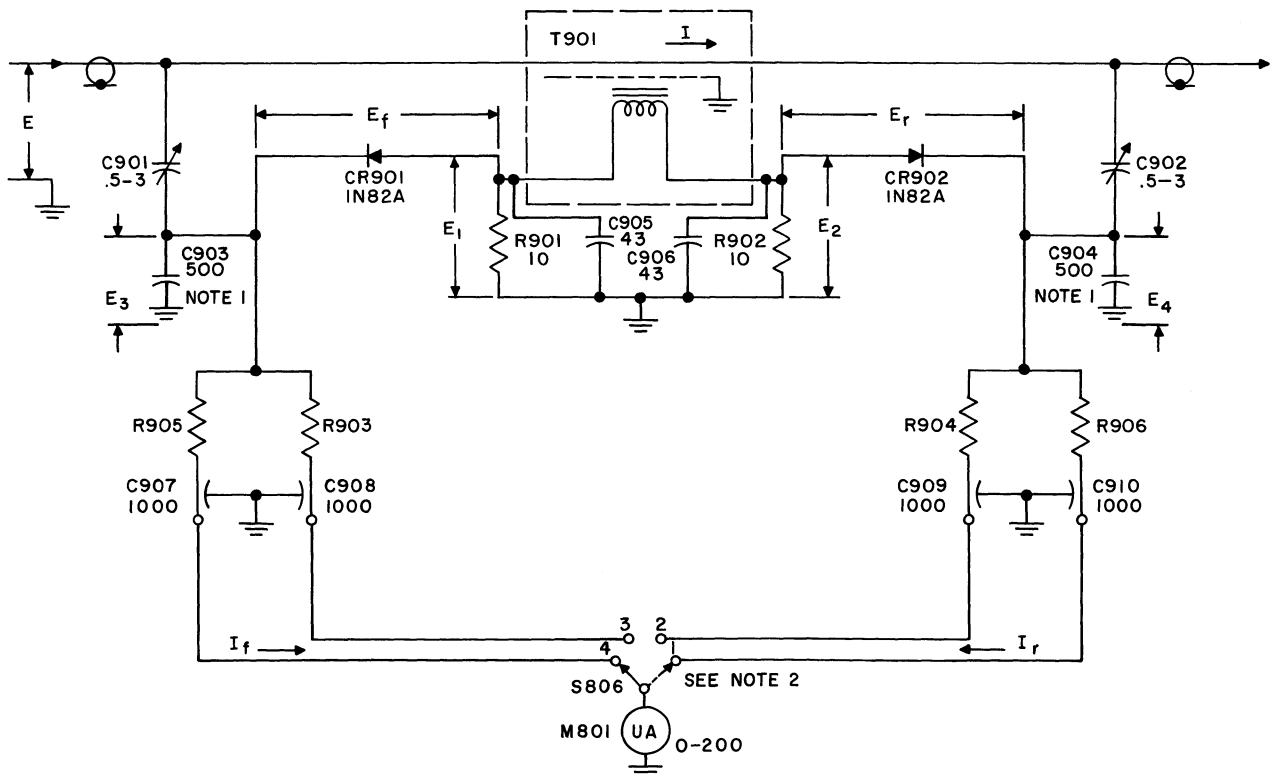 T901
I
E
Ef
Er
C901
.5-3
CR901
1N82A
CR902
1N82A
C902
.5-3
E1
R901
10
C905
43
C906
43
R902
10
E2
C903
500
NOTE 1
E3
C904
500
NOTE 1
E4
R905
R903
R904
R906
C907
1000
C908
1000
C909
1000
C910
1000
If
3
2
4
1
Ir
S806
SEE NOTE 2
M801
UA
0-200